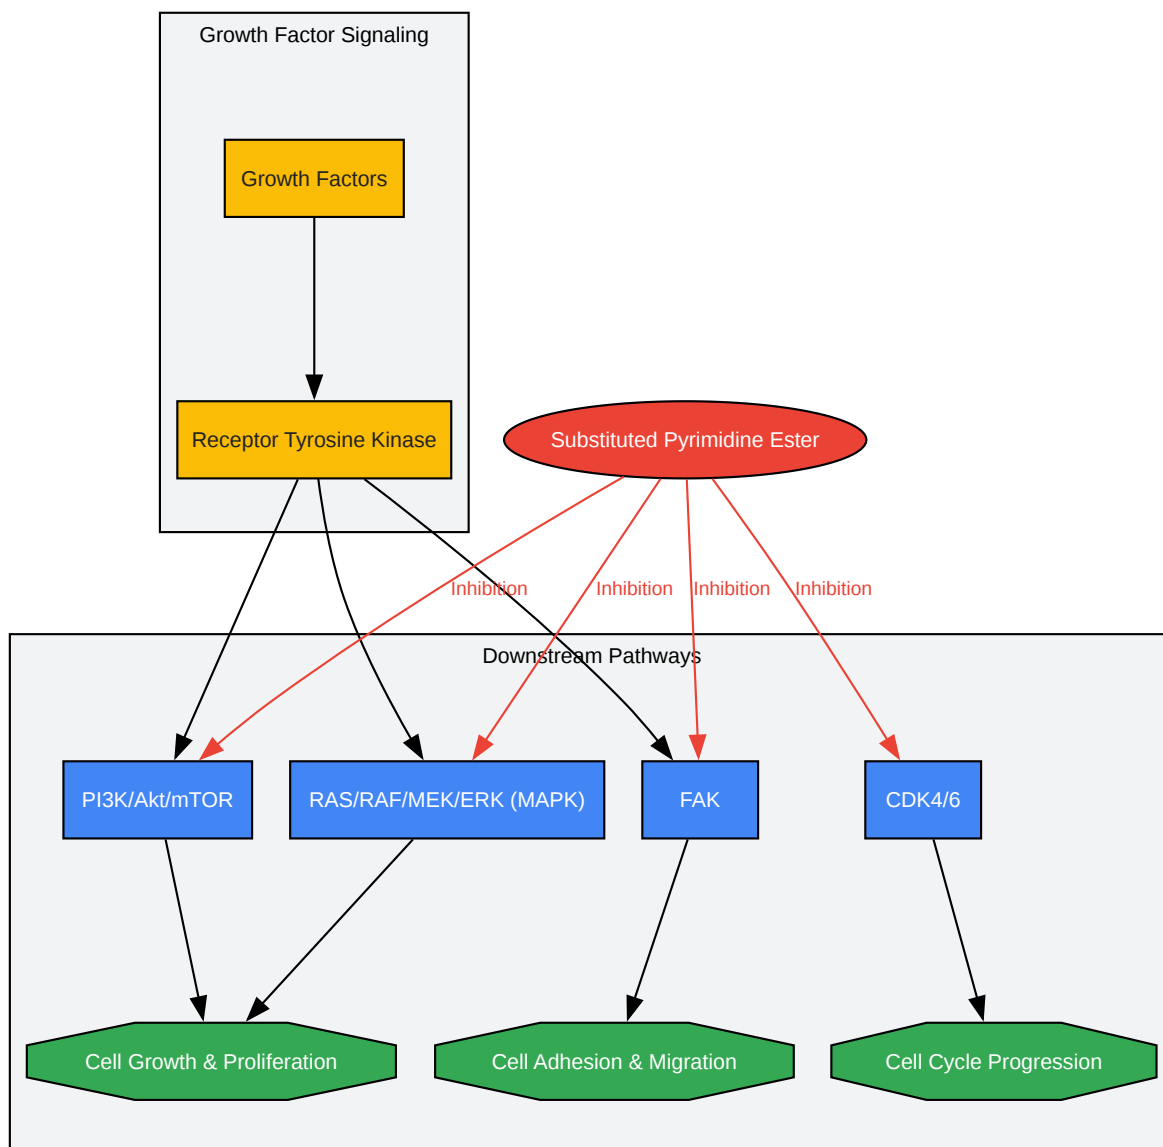 Growth Factor Signaling
Growth Factors
Receptor Tyrosine Kinase
Substituted Pyrimidine Ester
Inhibition
Inhibition
Inhibition
Inhibition
Downstream Pathways
PI3K/Akt/mTOR
RAS/RAF/MEK/ERK (MAPK)
FAK
CDK4/6
Cell Growth & Proliferation
Cell Adhesion & Migration
Cell Cycle Progression